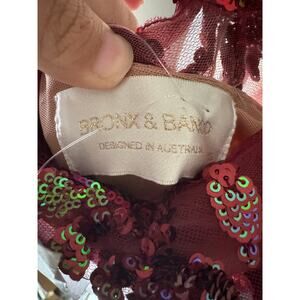 BRONX & BANCO
DESIGNED IN AUSTRALIA